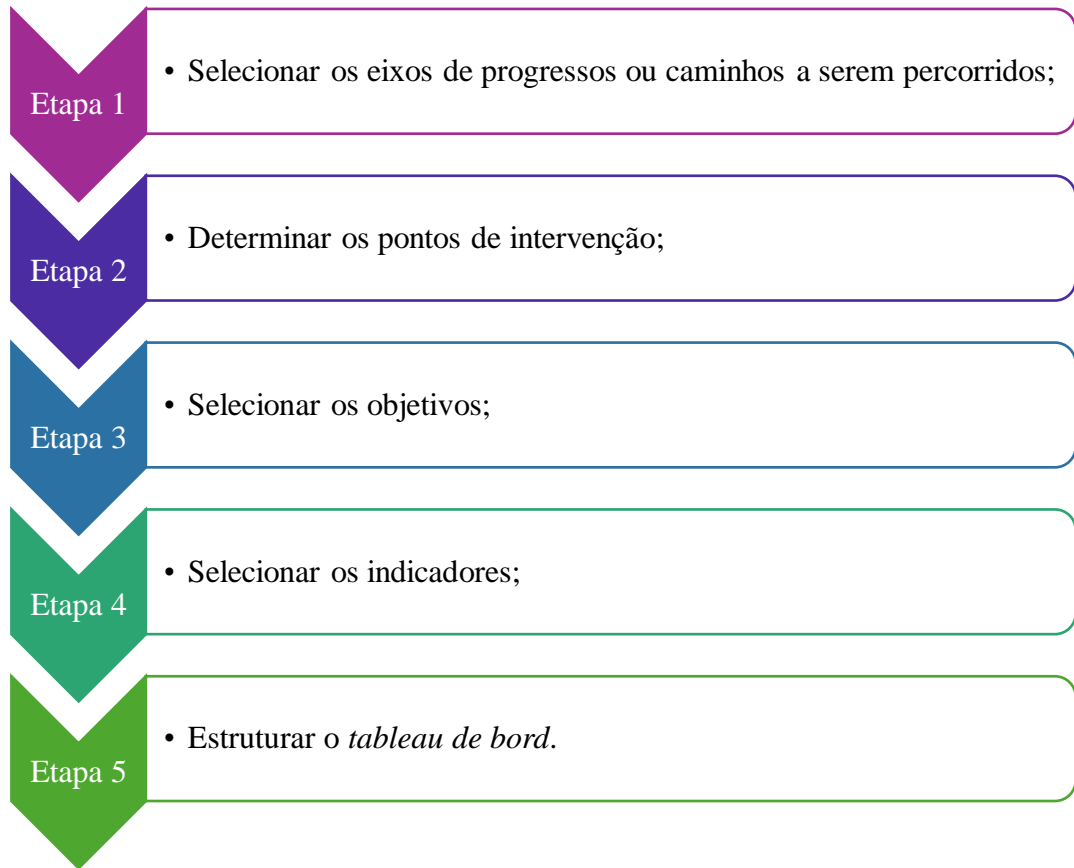 Etapa 1
• Selecionar os eixos de progressos ou caminhos a serem percorridos;
Etapa 2
• Determinar os pontos de intervenção;
Etapa 3
• Selecionar os objetivos;
Etapa 4
• Selecionar os indicadores;
Etapa 5
• Estruturar o tableau de bord.